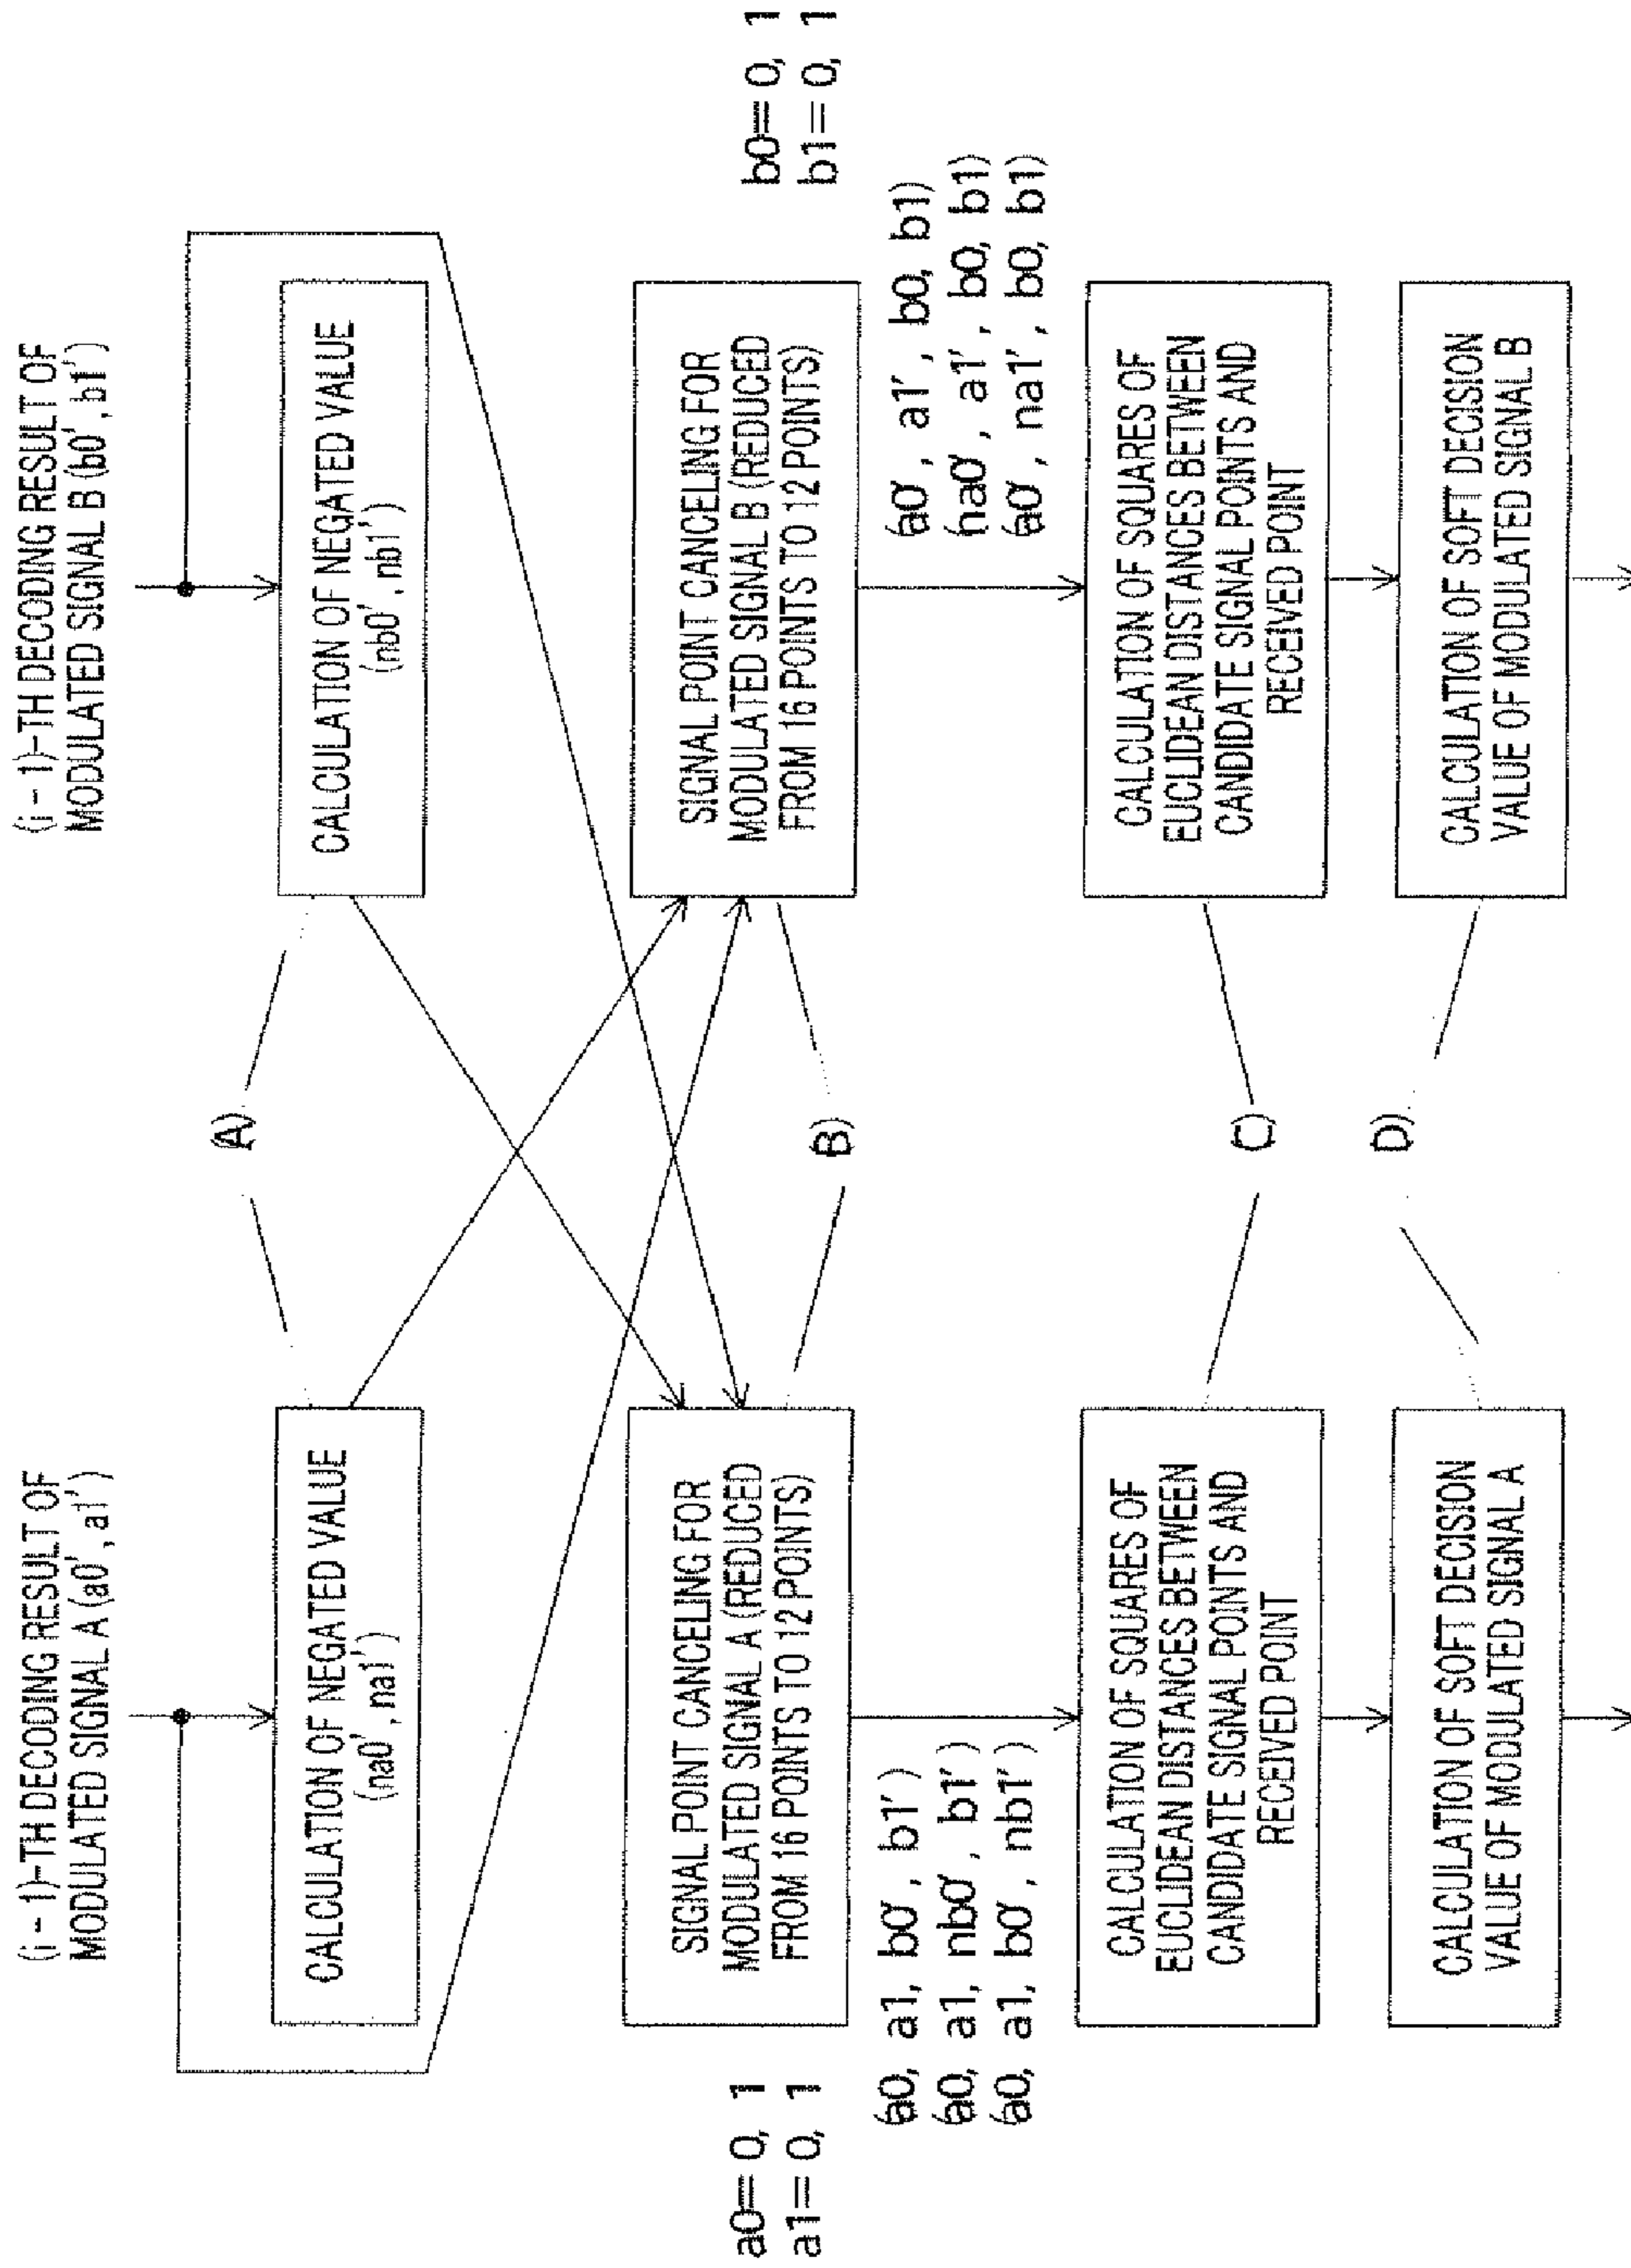 (i - 1)-TH DECODING RESULT OF
MODULATED SIGNAL A (a0', a1')
(i - 1)-TH DECODING RESULT OF
MODULATED SIGNAL B (b0', b1')
CALCULATION OF NEGATED VALUE
(na0', na1')
(A)
CALCULATION OF NEGATED VALUE
(nb0', nb1')
a0= 0, 1
a1= 0, 1
SIGNAL POINT CANCELING FOR
MODULATED SIGNAL A (REDUCED
FROM 16 POINTS TO 12 POINTS)
(B)
SIGNAL POINT CANCELING FOR
MODULATED SIGNAL B (REDUCED
FROM 16 POINTS TO 12 POINTS)
b0= 0, 1
b1= 0, 1
(a0, a1, b0', b1')
(a0, a1, nb0', b1')
(a0, a1, b0', nb1')
(a0', a1', b0, b1)
(na0', a1', b0, b1)
(a0', na1', b0, b1)
CALCULATION OF SQUARES OF
EUCLIDEAN DISTANCES BETWEEN
CANDIDATE SIGNAL POINTS AND
RECEIVED POINT
C)
CALCULATION OF SQUARES OF
EUCLIDEAN DISTANCES BETWEEN
CANDIDATE SIGNAL POINTS AND
RECEIVED POINT
CALCULATION OF SOFT DECISION
VALUE OF MODULATED SIGNAL A
D)
CALCULATION OF SOFT DECISION
VALUE OF MODULATED SIGNAL B